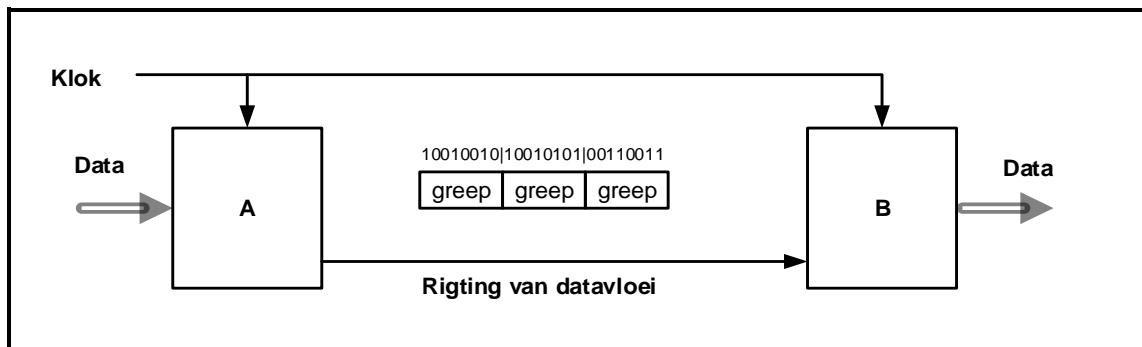 Klok
Data
A
10010010|10010101|00110011
greep greep greep
B
Data
Rigting van datavloei